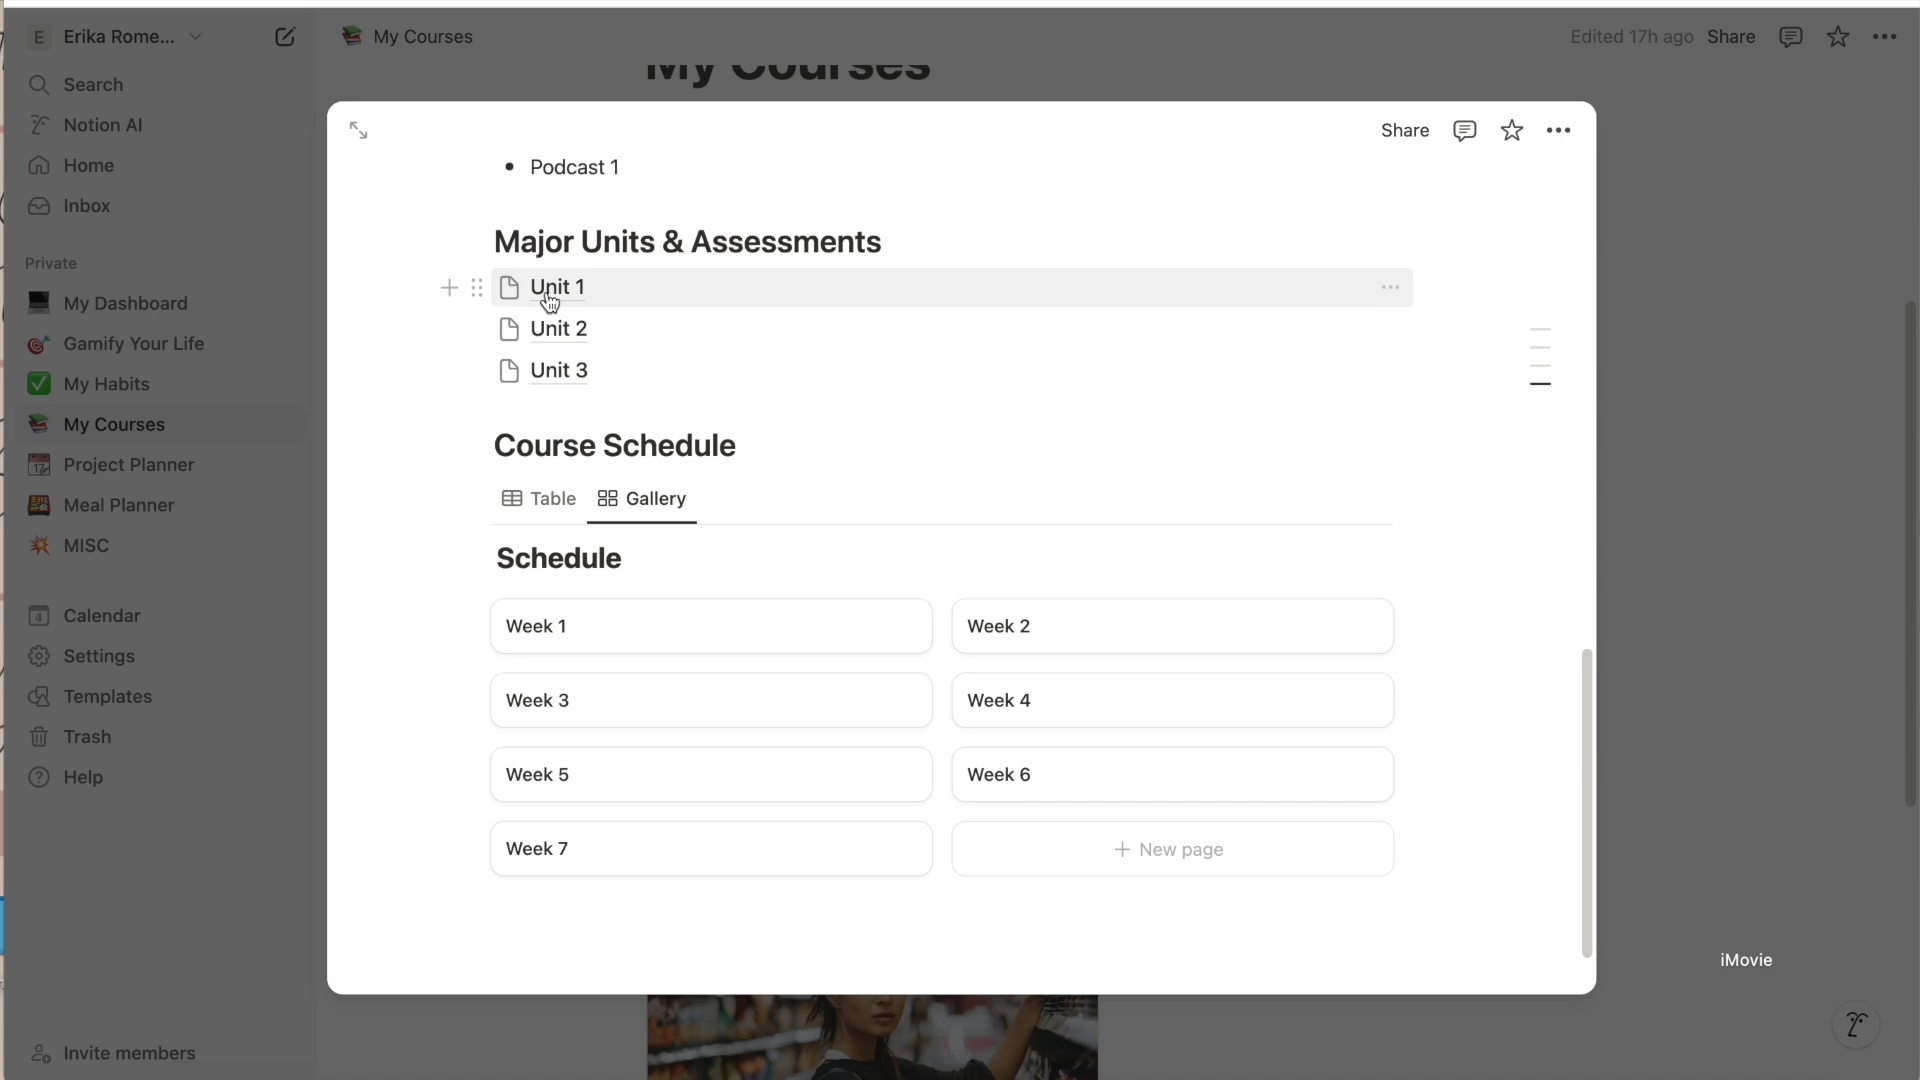 E Erika Rome...
My Courses
Edited 17h ago Share
My Courses
Search
Notion AI
Home
Inbox
Private
My Dashboard
Gamify Your Life
My Habits
My Courses
Project Planner
Meal Planner
MISC
4 Calendar
Settings
Templates
Trash
? Help
Invite members
Share
• Podcast 1
Major Units & Assessments
Unit 1
Unit 2
Unit 3
Course Schedule
Table Gallery
Schedule
Week 1 Week 2
Week 3 Week 4
Week 5 Week 6
Week 7 + New page
iMovie